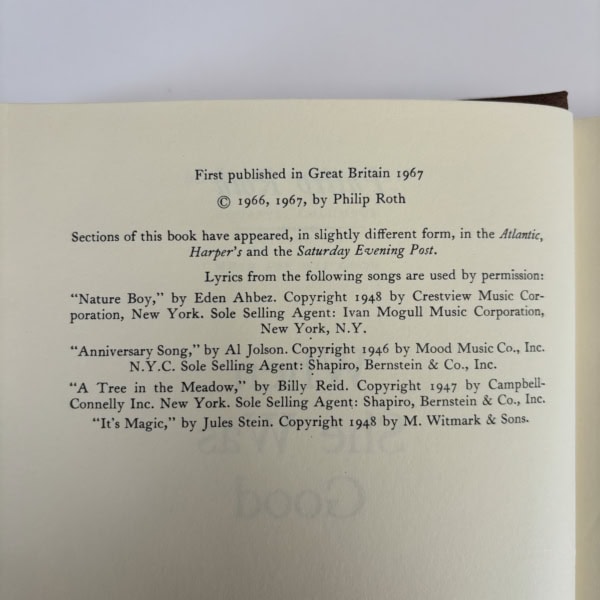 First published in Great Britain 1967
© 1966, 1967, by Philip Roth
Sections of this book have appeared, in slightly different form, in the Atlantic,
Harper's and the Saturday Evening Post.
Lyrics from the following songs are used by permission:
"Nature Boy," by Eden Ahbez. Copyright 1948 by Crestview Music Cor-
poration, New York. Sole Selling Agent: Ivan Mogull Music Corporation,
New York, N.Y.
"Anniversary Song," by Al Jolson. Copyright 1946 by Mood Music Co., Inc.
N.Y.C. Sole Selling Agent: Shapiro, Bernstein & Co., Inc.
"A Tree in the Meadow," by Billy Reid. Copyright 1947 by Campbell-
Connelly Inc. New York. Sole Selling Agent: Shapiro, Bernstein & Co., Inc.
"It's Magic," by Jules Stein. Copyright 1948 by M. Witmark & Sons.
She Was
Good